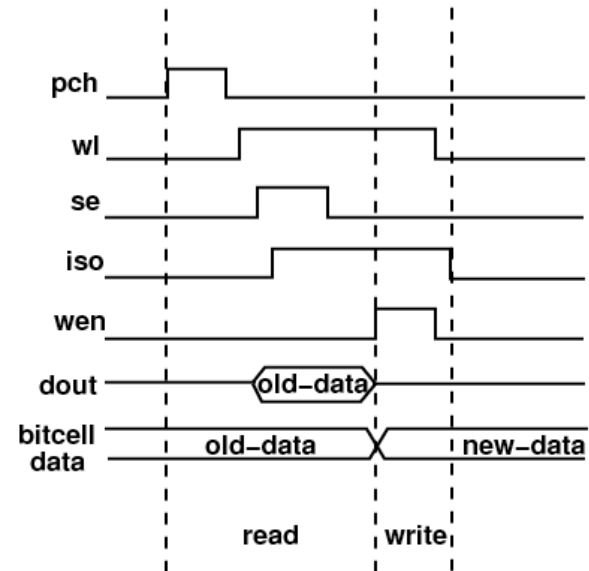 pch
wl
se
iso
wen
dout
old-data
bitcell
data
old-data
new-data
read
write